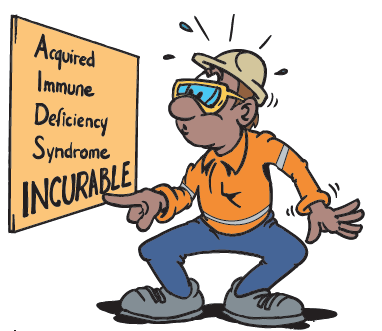 Acquired
Immune
Deficiency
Syndrome
INCURABLE